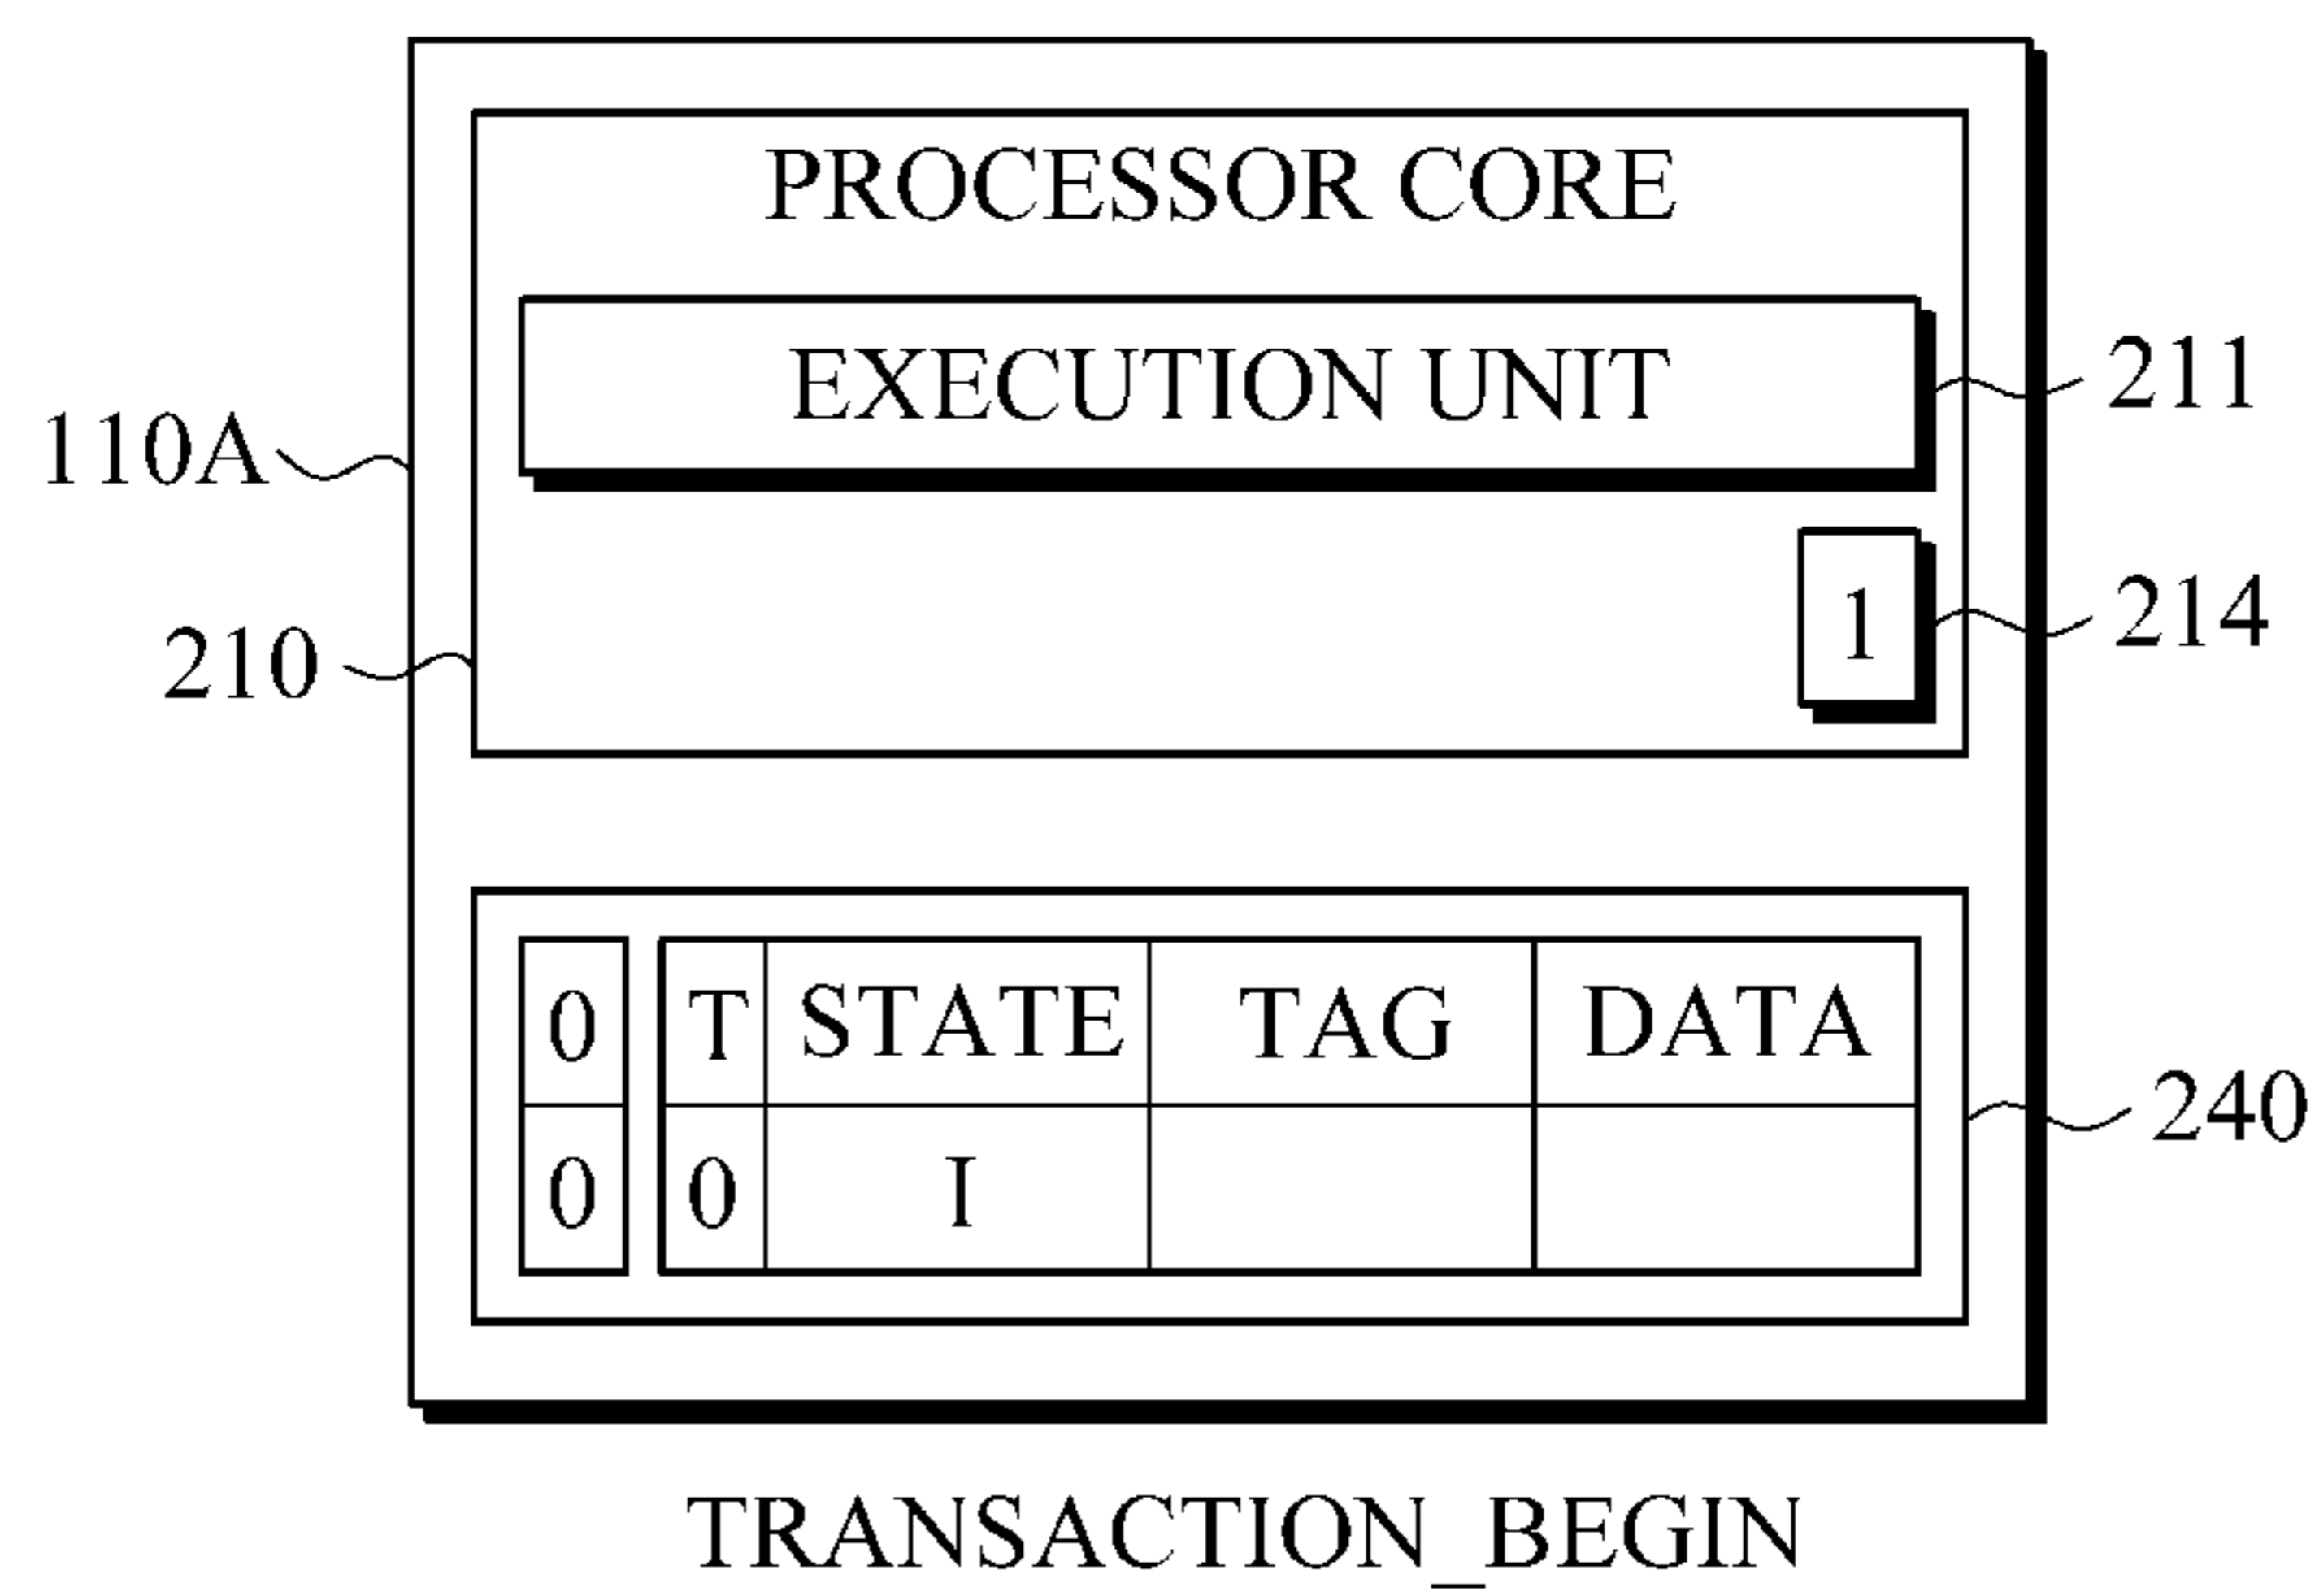 PROCESSOR CORE
EXECUTION UNIT
211
110A
1
214
210
0 T STATE TAG DATA
240
0 0 I
TRANSACTION_BEGIN